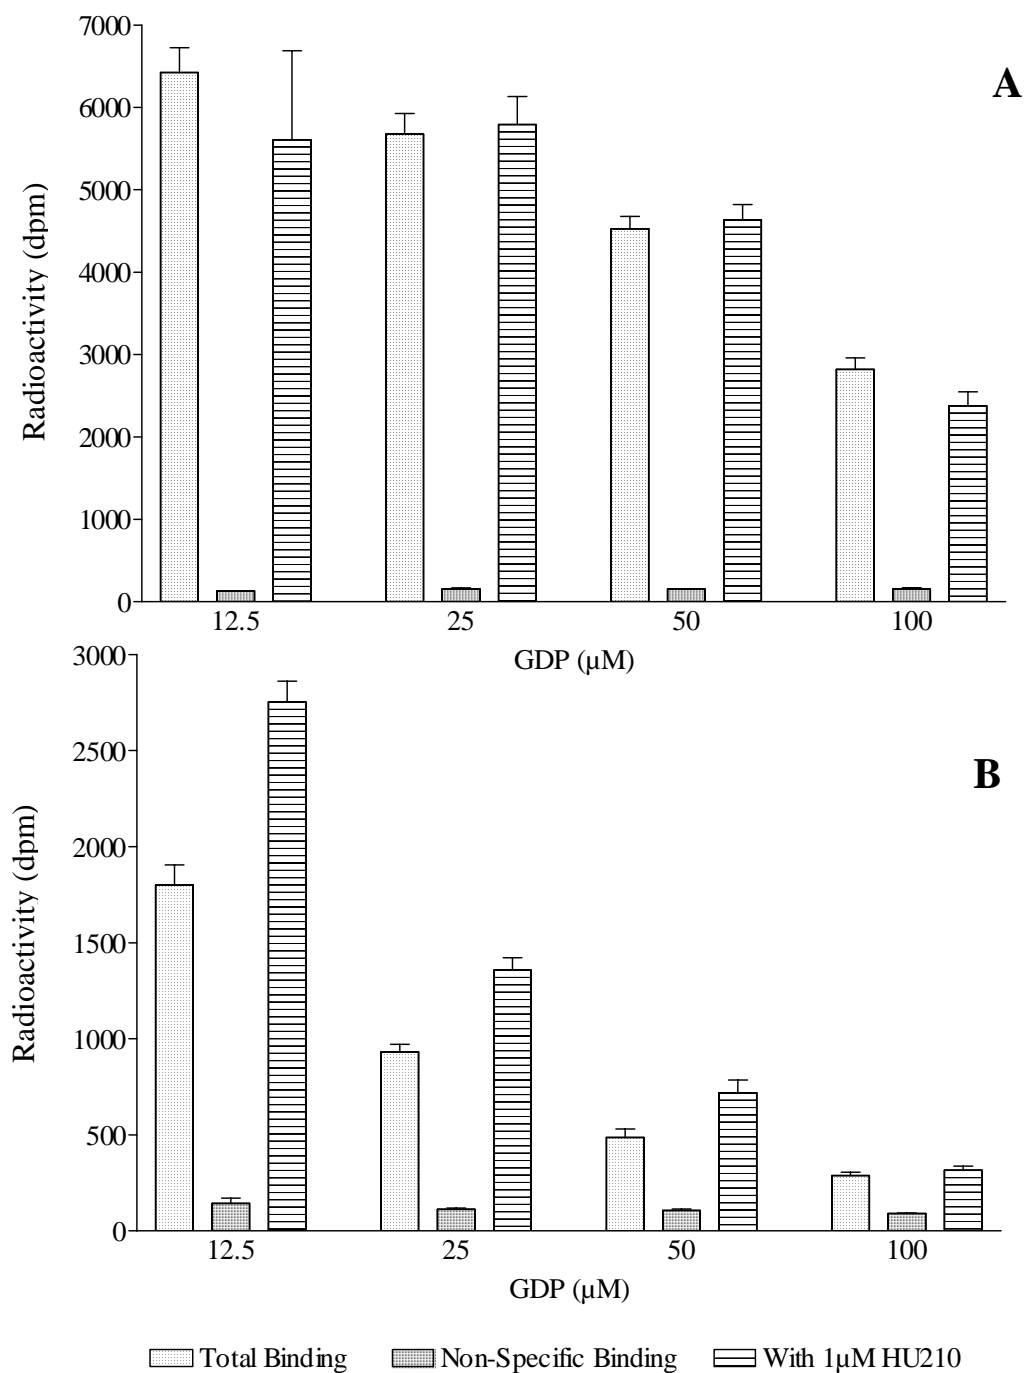 7000
A
6000
5000
4000
3000
2000
1000
0
Radioactivity (dpm)
12.5 25 50 100
GDP (µM)
3000
B
2500
2000
1500
1000
500
0
Radioactivity (dpm)
12.5 25 50 100
GDP (µM)
Total Binding Non-Specific Binding With 1µM HU210